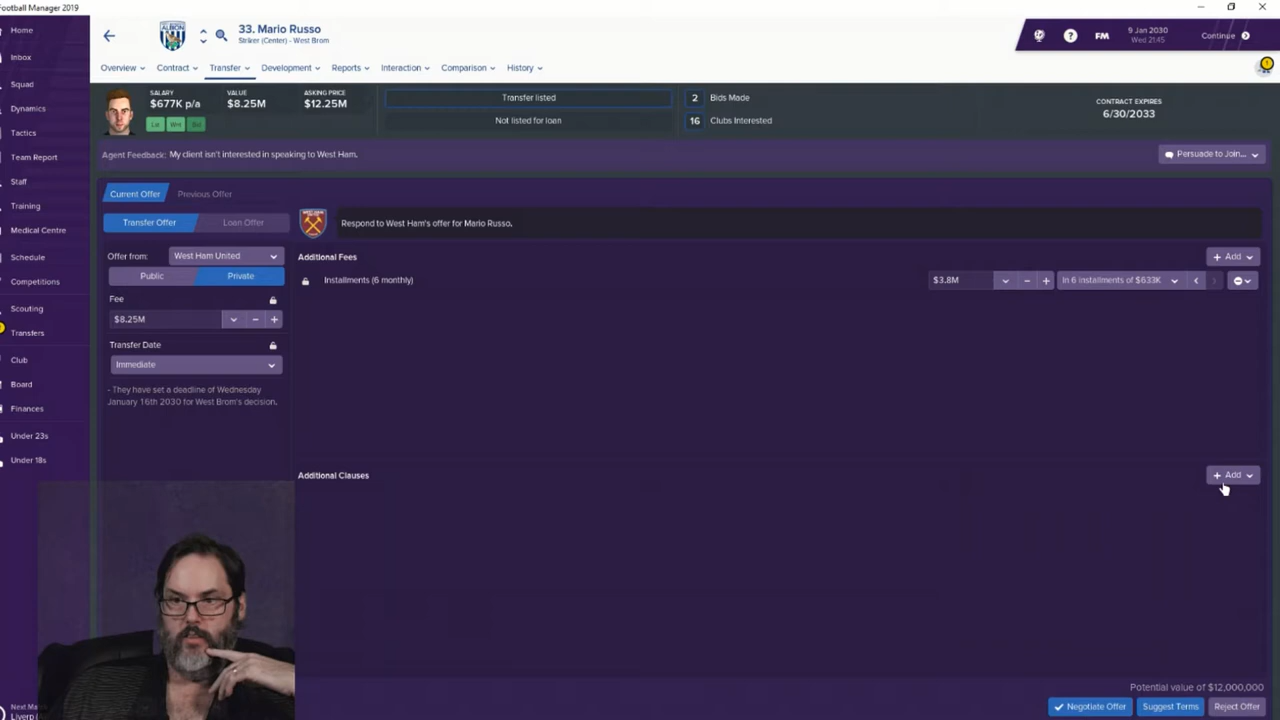 Football Manager 2019
Home
Inbox
Squad
Dynamics
Tactics
Team Report
Staff
Training
Medical Centre
Schedule
Competitions
Scouting
Transfers
Club
Board
Finances
Under 23s
Under 18s
Next
Liverp
ALBION
33. Mario Russo
Striker (Center) - West Brom
FM
9 Jan 2030
Wed 21:45
Continue
Overview
Contract
Transfer
Development
Reports
Interaction
Comparison
History
SALARY
$677K p/a
VALUE
$8.25M
ASKING PRICE
$12.25M
Lst
Wnt
Bid
Transfer listed
Not listed for loan
2 Bids Made
16 Clubs Interested
CONTRACT EXPIRES
6/30/2033
Agent Feedback: My client isn't interested in speaking to West Ham.
Persuade to Join...
Current Offer
Previous Offer
Transfer Offer
Loan Offer
Respond to West Ham's offer for Mario Russo.
Offer from: West Ham United
Public
Private
Fee
$8.25M
Transfer Date
Immediate
- They have set a deadline of Wednesday
January 16th 2030 for West Brom's decision.
Additional Fees
+ Add
Installments (6 monthly)
$3.8M
In 6 installments of $633K
Additional Clauses
+ Add
Potential value of $12,000,000
Negotiate Offer
Suggest Terms
Reject Offer